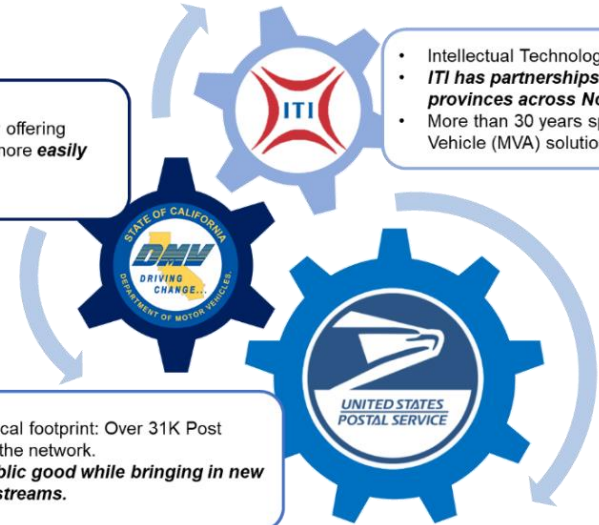 ITI
• Intellectual Technolog
• ITI has partnerships
provinces across No
• More than 30 years sp
Vehicle (MVA) solution
offering
more easily
STATE OF CALIFORNIA
DMV
DRIVING
CHANGE...
DEPARTMENT OF MOTOR VEHICLES.
UNITED STATES
POSTAL SERVICE
cal footprint: Over 31K Post
the network.
blic good while bringing in new
streams.